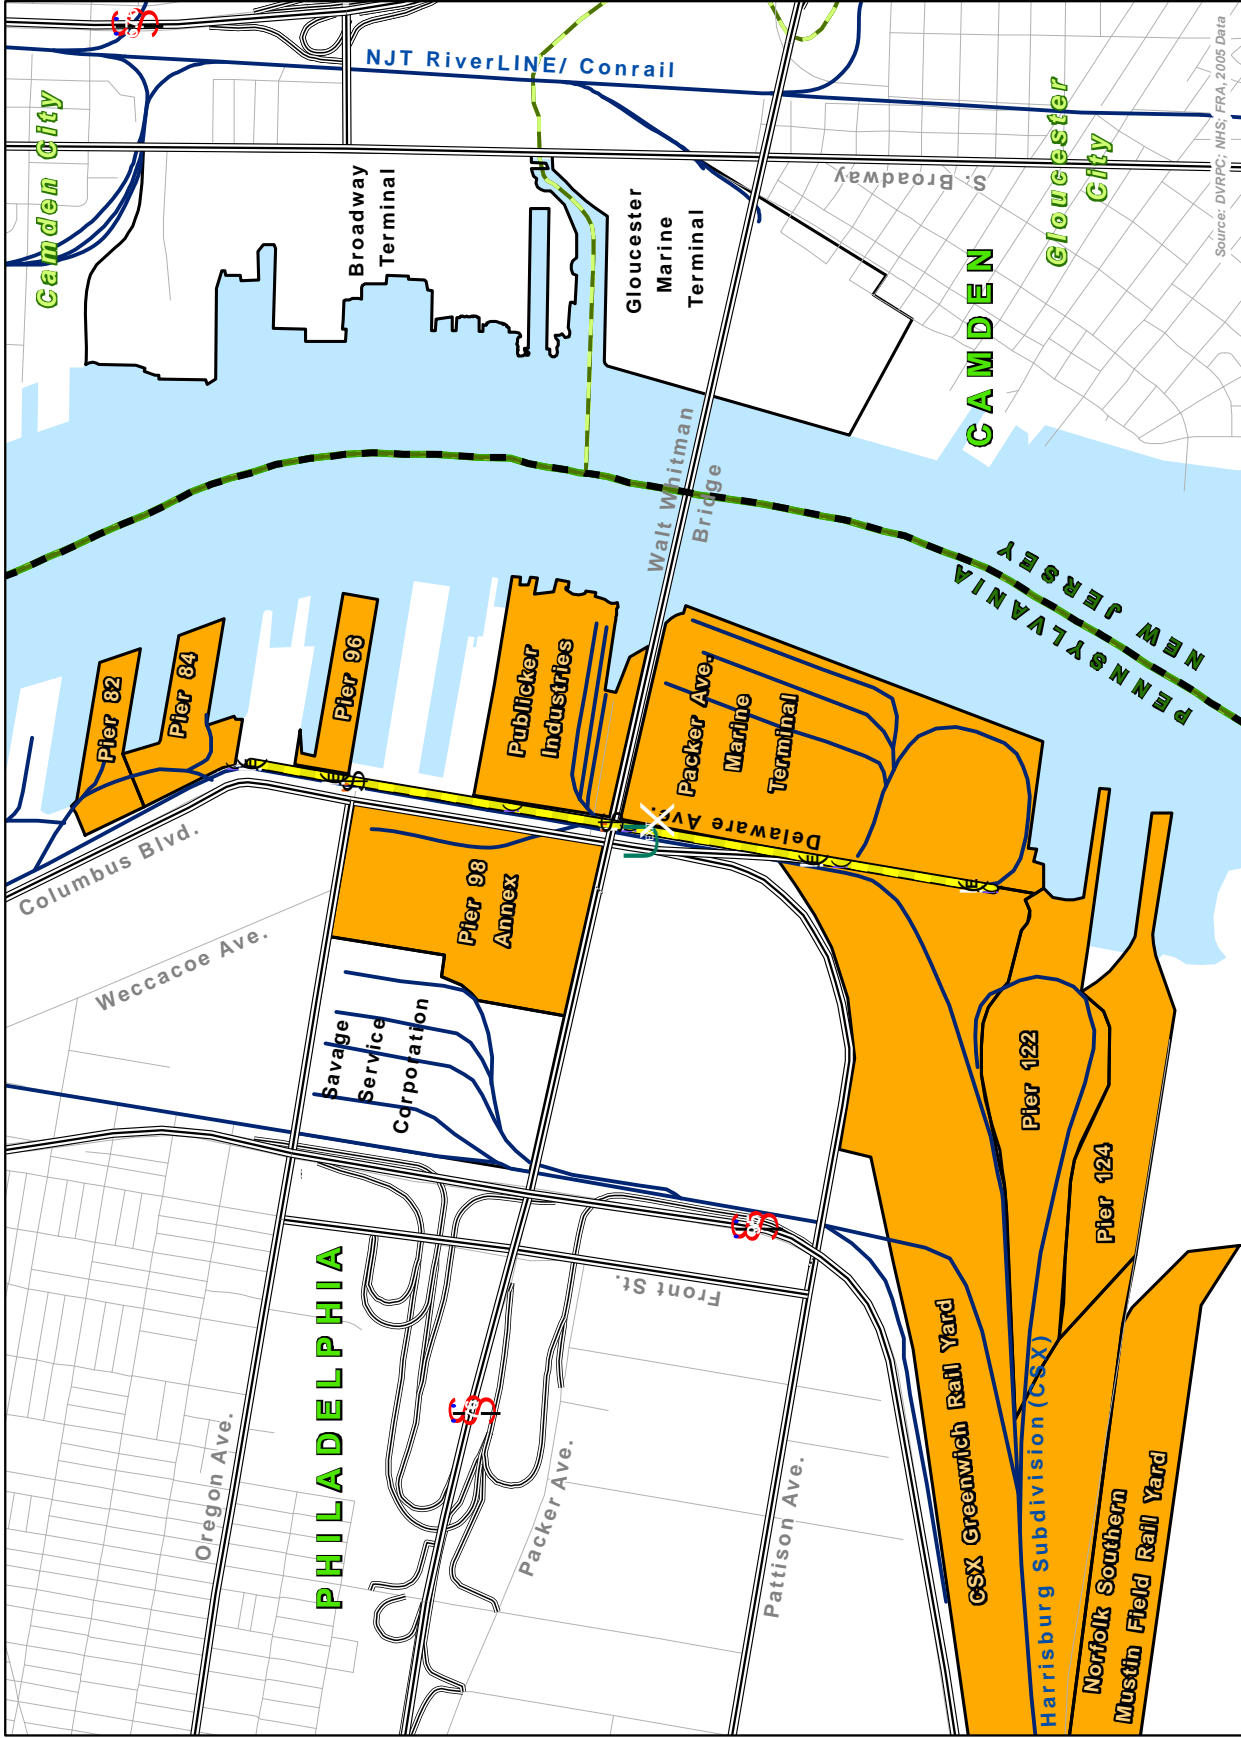 Camden City
NJT RiverLINE/ Conrail
Broadway
Terminal
Gloucester
Marine
Terminal
S. Broadway
Gloucester
City
CAMDEN
Source: DVRPC; NHS; FRA, 2005 Data
Walt Whitman
Bridge
PENNSYLVANIA
NEW JERSEY
Pier 82
Pier 84
Pier 96
Publicker
Industries
Packer Ave.
Marine
Terminal
Delaware Ave.
Columbus Blvd.
Weccacoe Ave.
Pier 98
Annex
Savage
Service
Corporation
Pier 122
Pier 124
PHILADELPHIA
Front St.
Oregon Ave.
Packer Ave.
Pattison Ave.
CSX Greenwich Rail Yard
Harrisburg Subdivision (CSX)
Norfolk Southern
Mustin Field Rail Yard